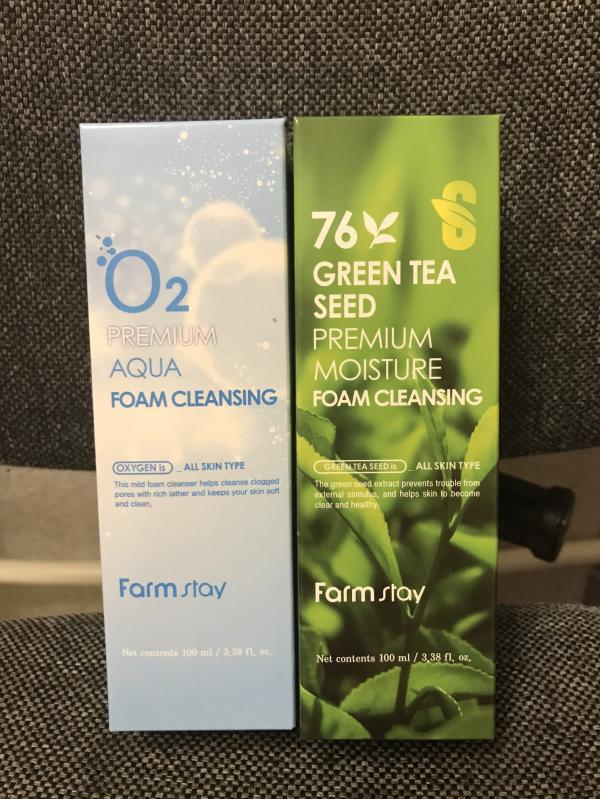 O2
PREMIUM
AQUA
FOAM CLEANSING
OXYGEN is _ ALL SKIN TYPE
This mild foam cleanser helps cleanse clogged
pores with rich lather and keeps your skin soft
and clean,
Farm stay
Net contents 100 ml / 3,38 fl, oz,
76
S
GREEN TEA
SEED
PREMIUM
MOISTURE
FOAM CLEANSING
GREEN TEA SEED is _ ALL SKIN TYPE
The green seed extract prevents trouble from
external stimulus, and helps skin to become
clear and healthy,
Farm stay
Net contents 100 ml / 3,38 fl, oz,